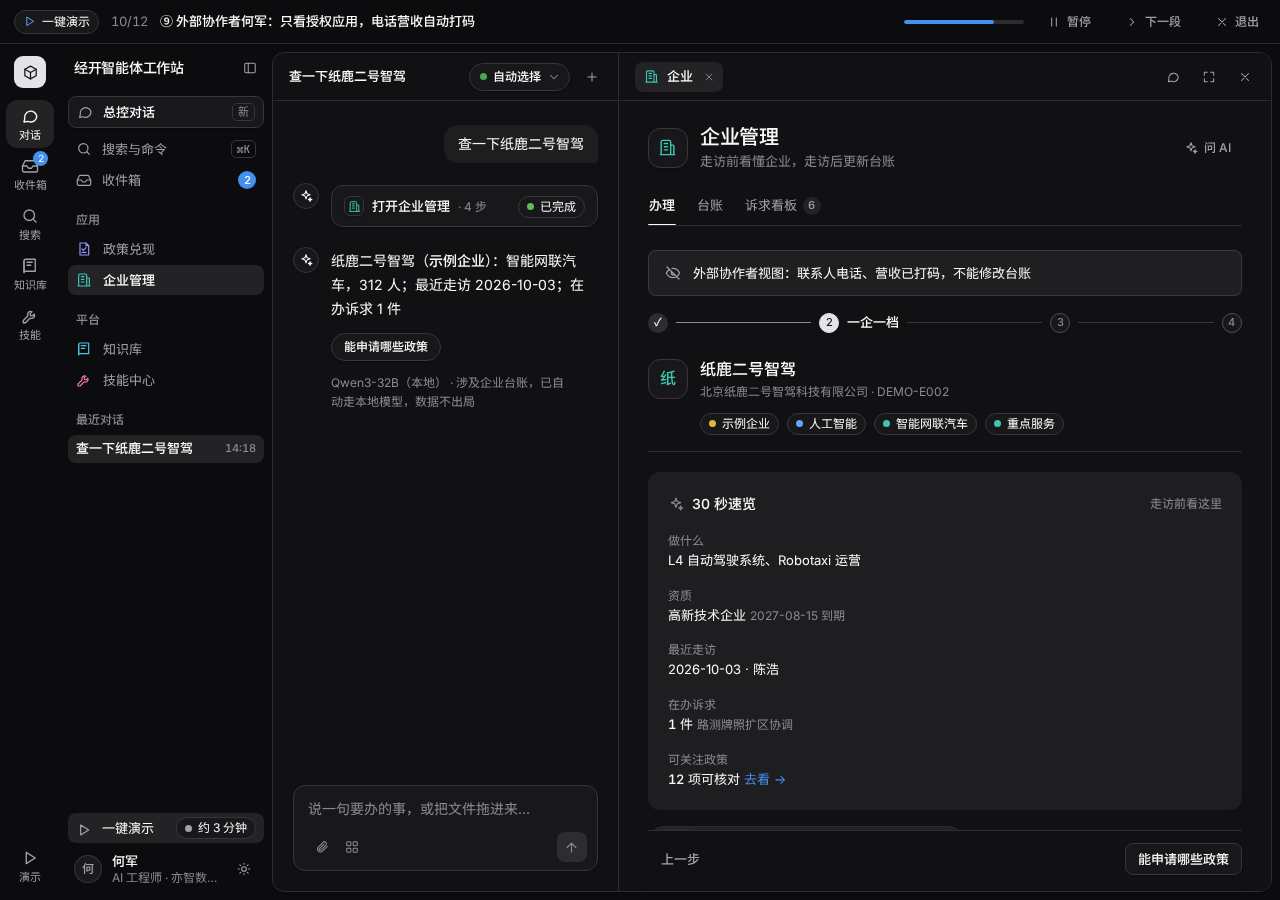 一键演示
10/12
⑨ 外部协作者何军：只看授权应用，电话营收自动打码
暂停
下一段
退出
对话
2
收件箱
搜索
知识库
技能
演示
经开智能体工作站
总控对话
新
搜索与命令
⌘K
收件箱
2
应用
政策兑现
企业管理
平台
知识库
技能中心
最近对话
查一下纸鹿二号智驾
14:18
一键演示
约 3 分钟
何
何军
AI 工程师 · 亦智数...
查一下纸鹿二号智驾
自动选择
查一下纸鹿二号智驾
打开企业管理 · 4 步
已完成
纸鹿二号智驾（示例企业）：智能网联汽
车，312 人；最近走访 2026-10-03；在
办诉求 1 件
能申请哪些政策
Qwen3-32B（本地） · 涉及企业台账，已自
动走本地模型，数据不出局
说一句要办的事，或把文件拖进来...
企业
企业管理
走访前看懂企业，走访后更新台账
问 AI
办理
台账
诉求看板
6
外部协作者视图：联系人电话、营收已打码，不能修改台账
✓
2
一企一档
3
4
纸
纸鹿二号智驾
北京纸鹿二号智驾科技有限公司 · DEMO-E002
示例企业
人工智能
智能网联汽车
重点服务
30 秒速览
走访前看这里
做什么
L4 自动驾驶系统、Robotaxi 运营
资质
高新技术企业 2027-08-15 到期
最近走访
2026-10-03 · 陈浩
在办诉求
1 件 路测牌照扩区协调
可关注政策
12 项可核对 去看 →
上一步
能申请哪些政策